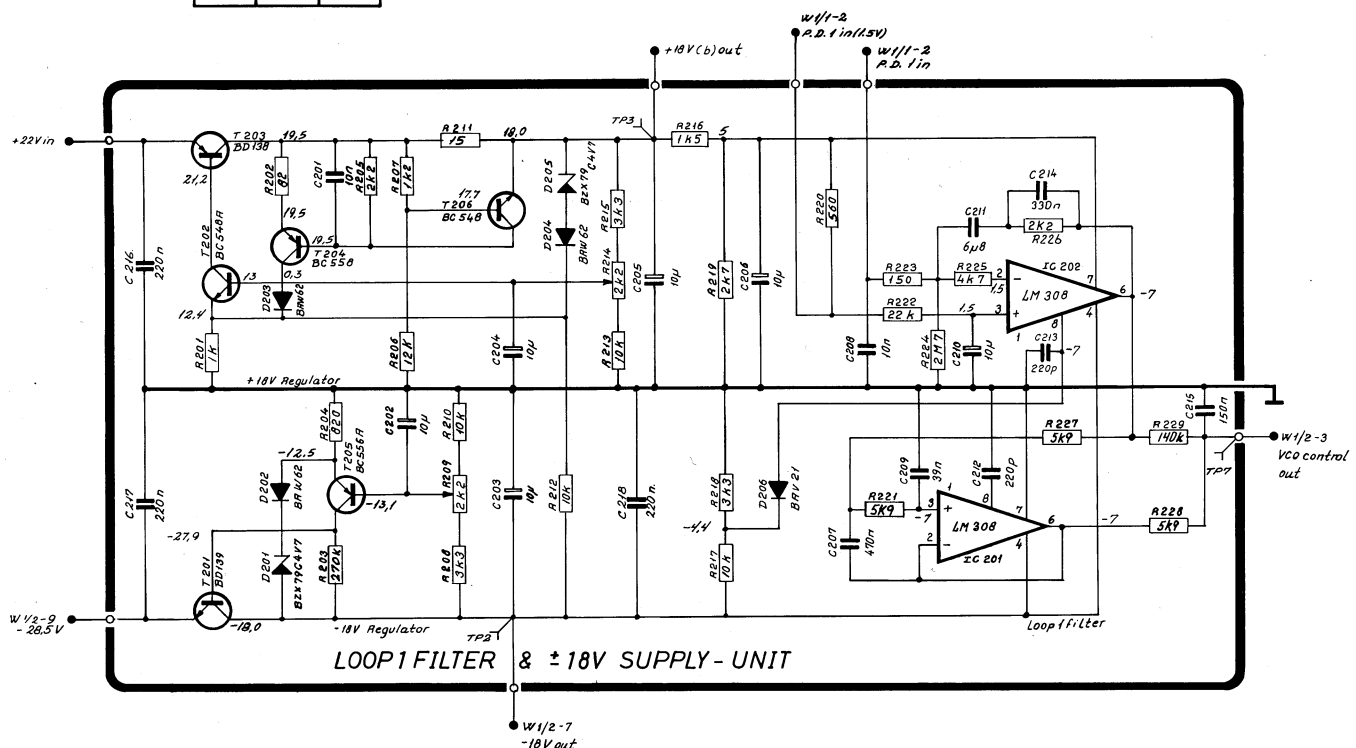 W1/1-2
P.D. 1 in (1.5V)
W1/1-2
P.D. 1 in
+18V(b) out
+22V in
T203
BD138
19,5
R211
15
18,0
TP3
R216
1k5
5
21,2
R202
82
C201
10n
R205
2k2
R207
1k2
17,7
T206
BC548
D205
BZX79 C4V7
D204
BAW62
R215
3k3
R214
2k2
R213
10k
C205
10µ
R219
2k7
C206
10µ
R220
560
C214
330n
2k2
R226
C211
6µ8
T202
BC548A
19,5
19,5
T204
BC558
13
0,3
D203
BAW62
12,4
R201
1k
C216
220n
R206
12K
C204
10µ
R223
150
R225
4k7
R222
22k
2
1,5
3
1,5
IC 202
LM 308
7
6
-7
4
8
1
C208
10n
R224
2M7
C210
10µ
C213
220p
-7
+18V Regulator
R204
820
C202
10µ
R210
10k
T205
BC556A
R209
2k2
-12,5
D202
BAW62
-13,1
C203
10µ
R212
10k
C218
220n.
R218
3k3
D206
BAV21
-4,4
R217
10k
C217
220n
-27,9
T201
BD139
D201
BZX79C4V7
R203
270k
R208
3k3
C209
39n
C212
220p
R227
5K9
R229
140k
C215
150n
W1/2-3
VCO control
out
TP7
R221
5K9
C207
470n
1
3
-7
2
8
7
LM 308
6
-7
4
IC 201
R228
5k9
W1/2-9
-28,5V
-18,0
-18V Regulator
TP2
Loop1filter
LOOP1 FILTER & ±18V SUPPLY-UNIT
W1/2-7
-18V out